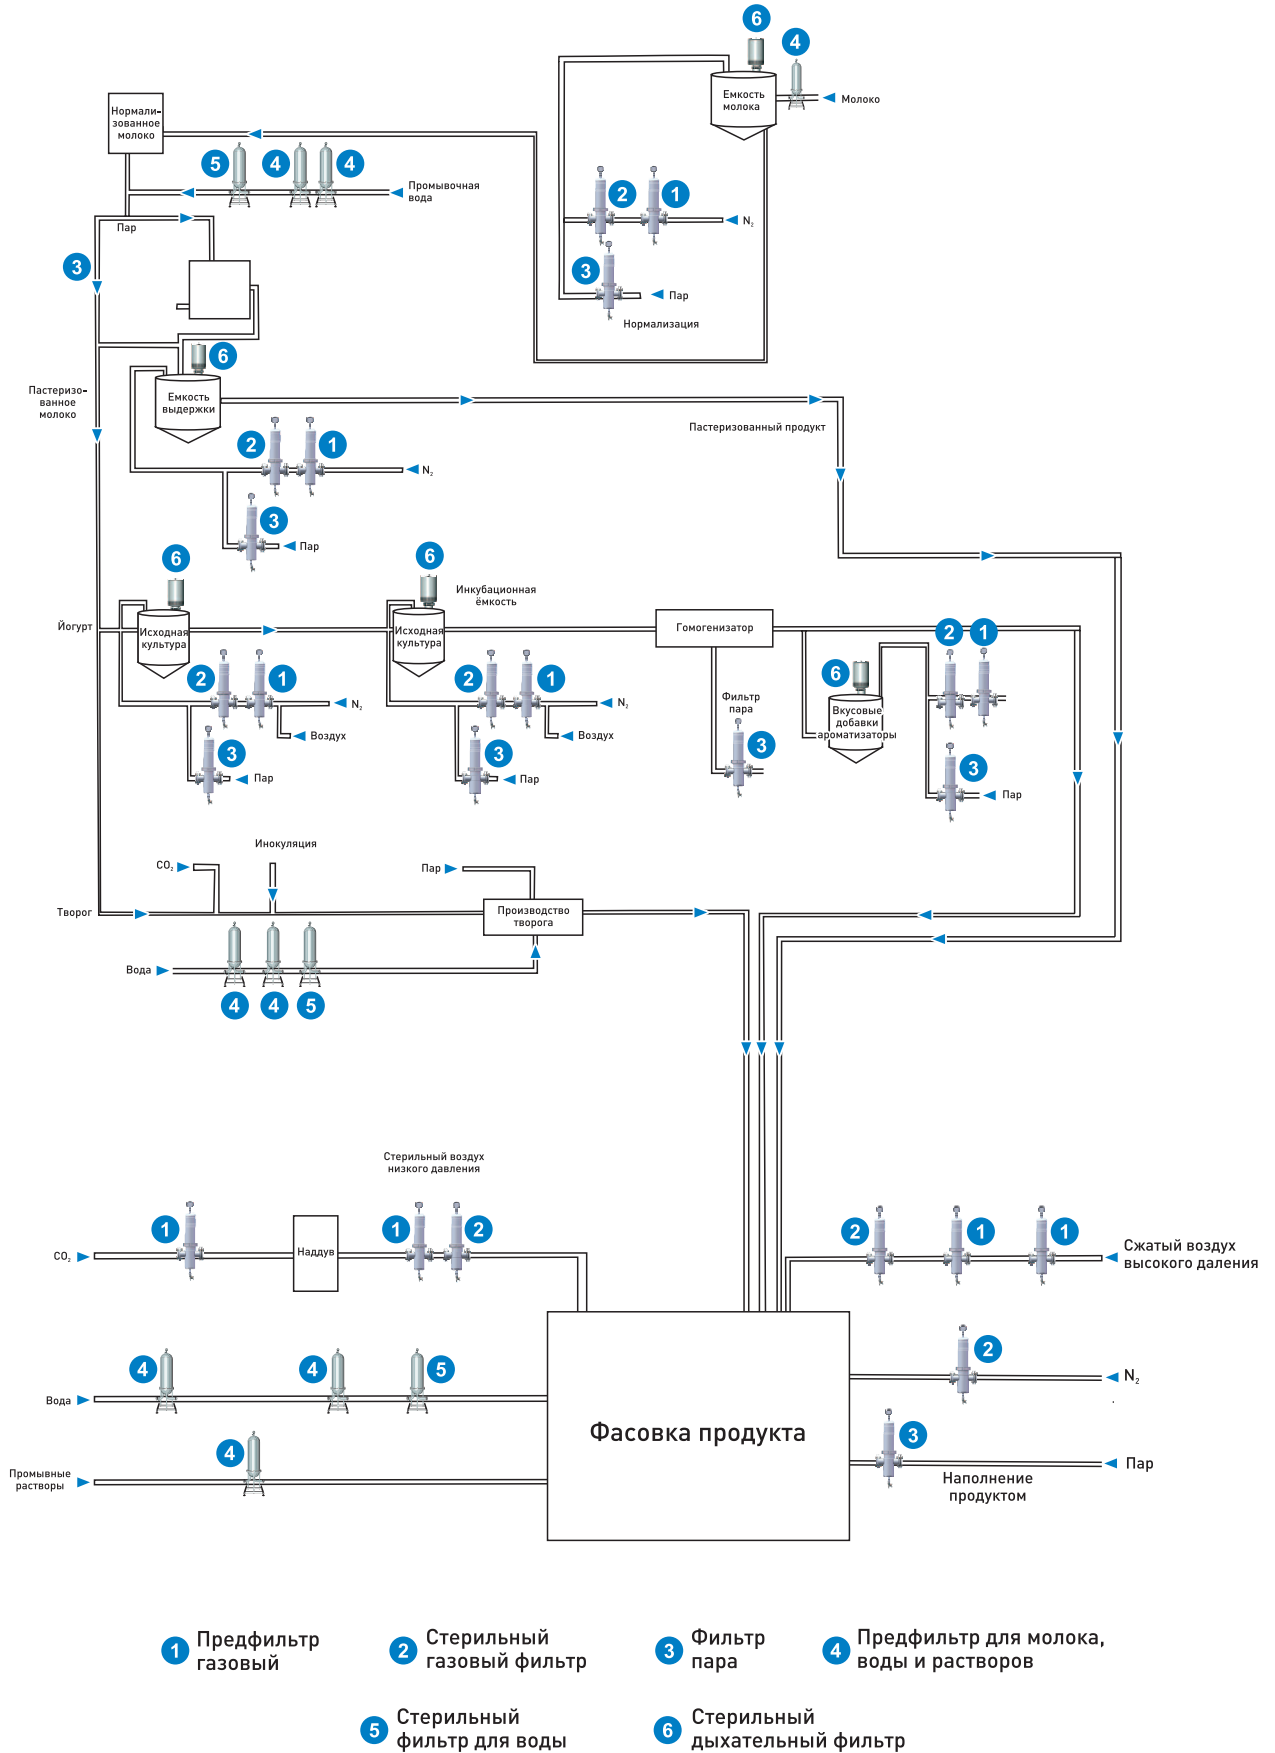 6
4
Емкость
молока
Молоко
Нормали-
зованное
молоко
5
4
4
Промывочная
вода
2
1
N₂
Пар
3
3
Пар
Нормализация
6
Пастеризо-
ванное
молоко
Емкость
выдержки
Пастеризованный продукт
2
1
N₂
3
Пар
6
6
Инкубационная
ёмкость
Йогурт
Исходная
культура
Исходная
культура
Гомогенизатор
2
1
2
1
N₂
Воздух
3
Пар
2
1
N₂
Воздух
3
Пар
Фильтр
пара
3
6
Вкусовые
добавки
ароматизаторы
3
Пар
Инокуляция
CO₂
Пар
Творог
Производство
творога
Вода
4
4
5
Стерильный воздух
низкого давления
1
1
2
CO₂
Наддув
2
1
1
Сжатый воздух
высокого даления
4
4
5
Вода
2
N₂
Фасовка продукта
4
Промывные
растворы
3
Пар
Наполнение
продуктом
1 Предфильтр
газовый
2 Стерильный
газовый фильтр
3 Фильтр
пара
4 Предфильтр для молока,
воды и растворов
5 Стерильный
фильтр для воды
6 Стерильный
дыхательный фильтр